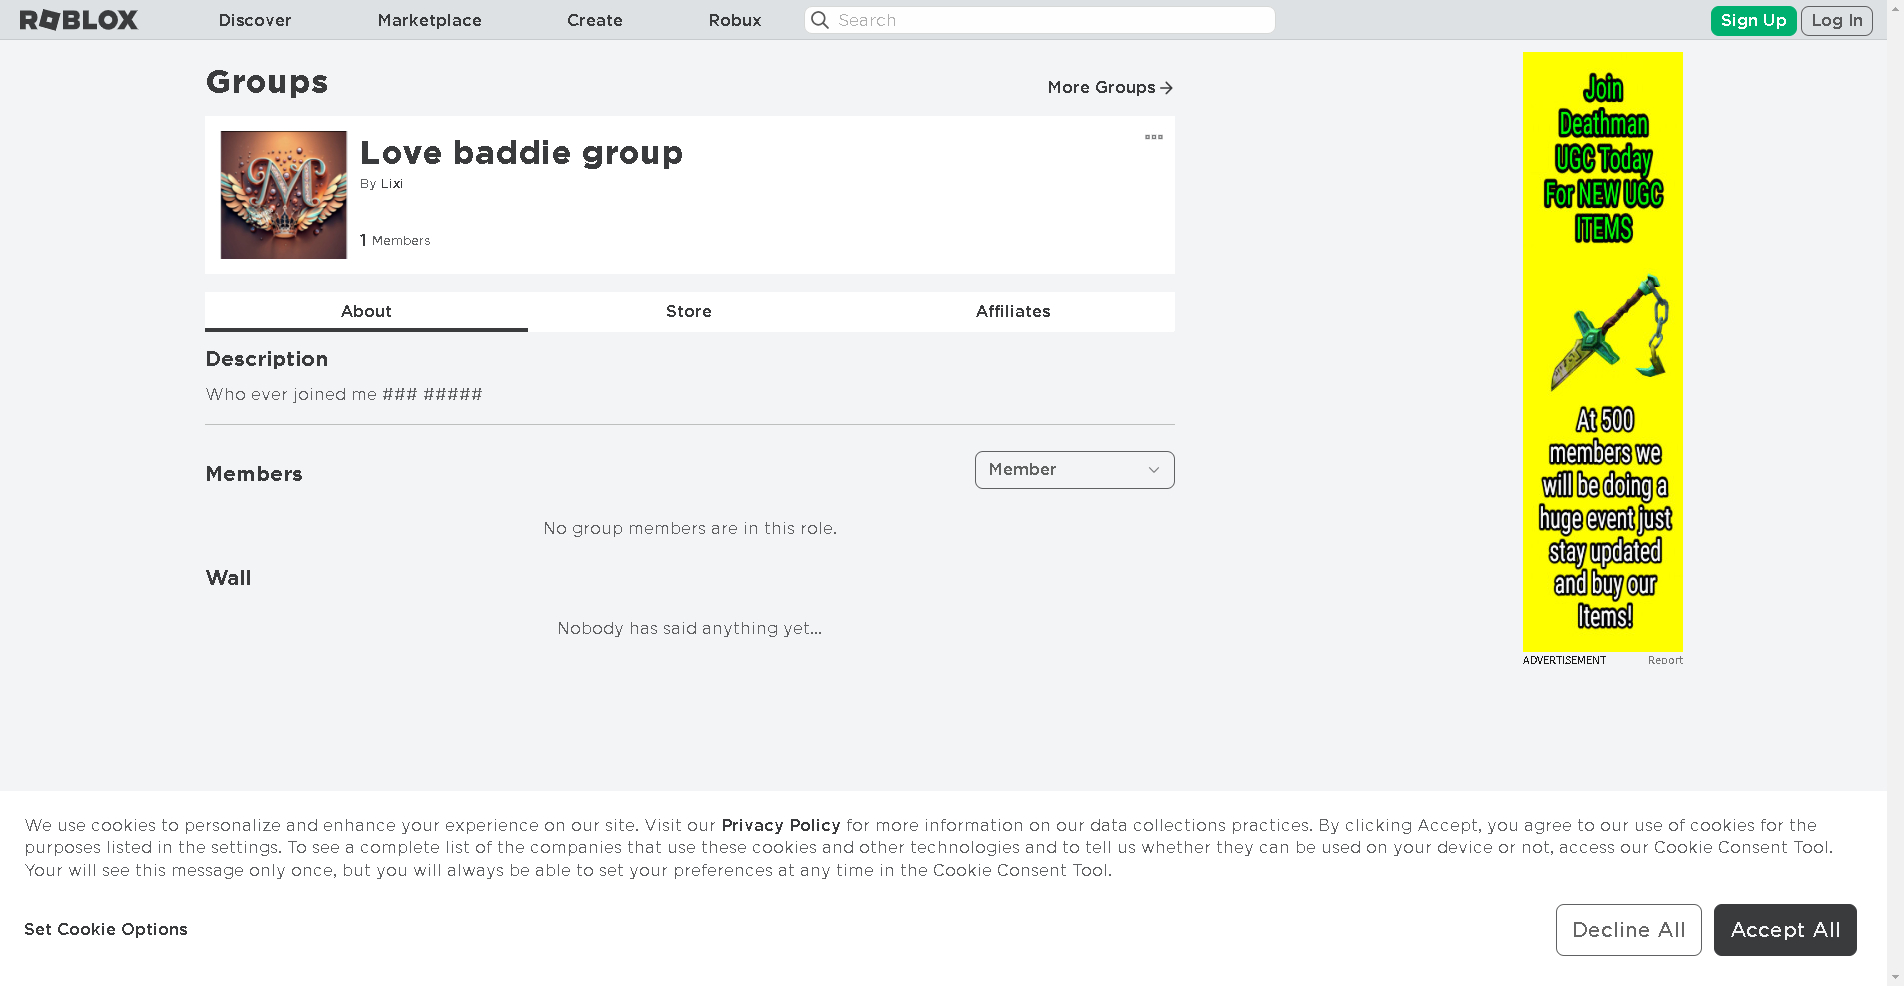 ROBLOX Discover Marketplace Create Robux Search Sign Up Log In
Groups
More Groups
M
Love baddie group
By Lixi
1 Members
About Store Affiliates
Description
Who ever joined me ### #####
Members
Member
No group members are in this role.
Wall
Nobody has said anything yet...
Join
Deathman
UGC Today
For NEW UGC
ITEMS
At 500
members we
will be doing a
huge event just
stay updated
and buy our
Items!
ADVERTISEMENT Report
We use cookies to personalize and enhance your experience on our site. Visit our Privacy Policy for more information on our data collections practices. By clicking Accept, you agree to our use of cookies for the
purposes listed in the settings. To see a complete list of the companies that use these cookies and other technologies and to tell us whether they can be used on your device or not, access our Cookie Consent Tool.
Your will see this message only once, but you will always be able to set your preferences at any time in the Cookie Consent Tool.
Set Cookie Options
Decline All
Accept All